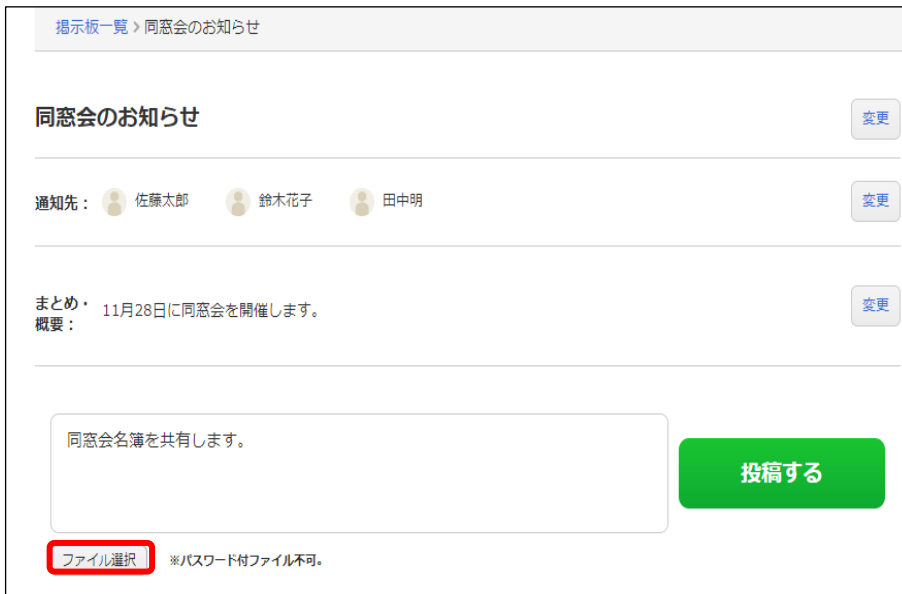 掲示板一覧 > 同窓会のお知らせ
同窓会のお知らせ 変更
通知先： 佐藤太郎 鈴木花子 田中明 変更
まとめ・
概要： 11月28日に同窓会を開催します。 変更
同窓会名簿を共有します。
投稿する
ファイル選択 ※パスワード付ファイル不可。